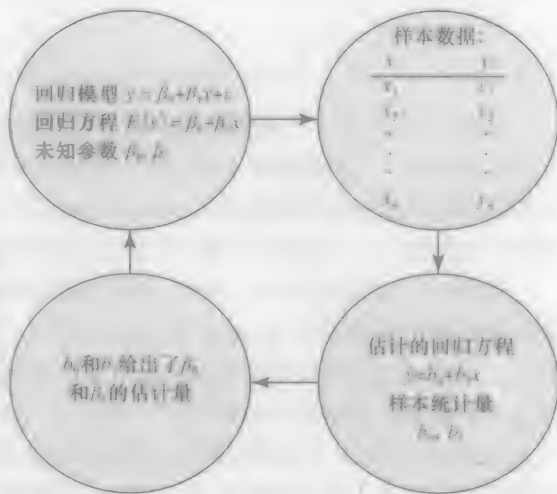 回归模型 y=β₀+β₁x+ε
回归方程 E(y)=β₀+β₁x
未知参数 β₀, β₁
样本数据:
x y
x₁ y₁
x₂ y₂
. .
. .
. .
xₙ yₙ
估计的回归方程
ŷ=b₀+b₁x
样本统计量
b₀, b₁
b₀和b₁给出了β₀
和β₁的估计量